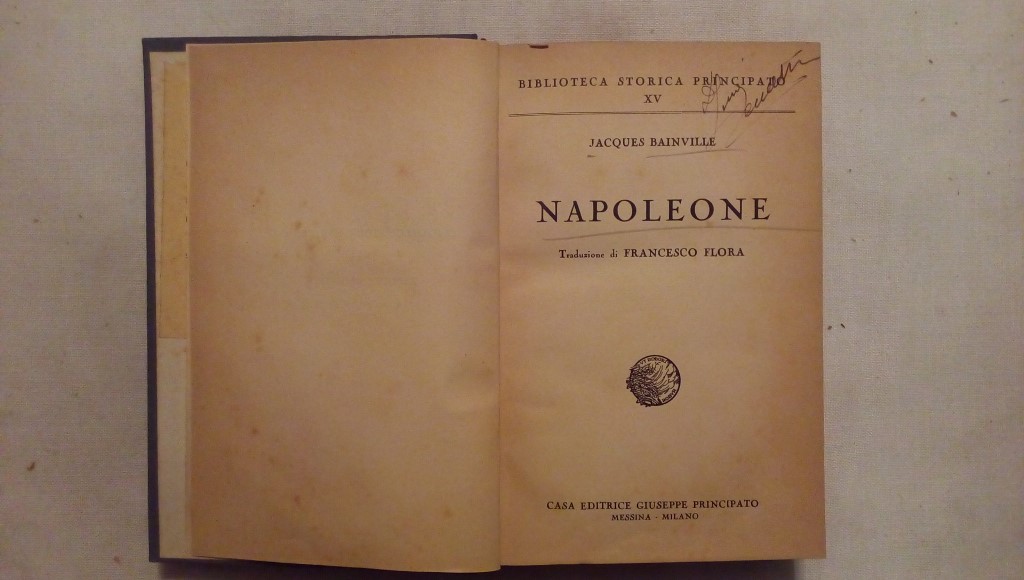 BIBLIOTECA STORICA PRINCIPATO
XV
JACQUES BAINVILLE
NAPOLEONE
Traduzione di FRANCESCO FLORA
CASA EDITRICE GIUSEPPE PRINCIPATO
MESSINA - MILANO